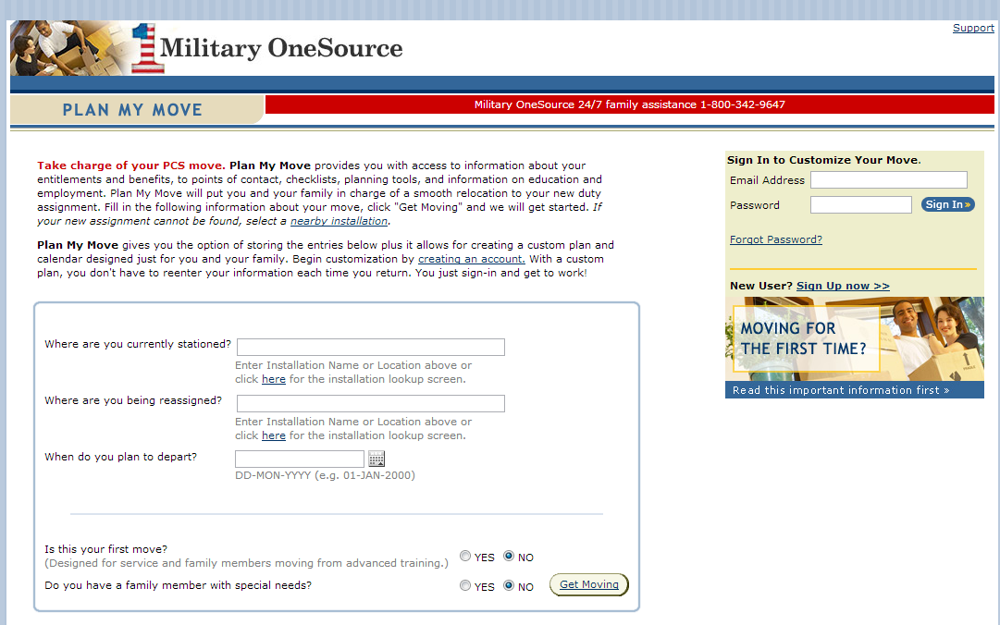 Support
1 Military OneSource
PLAN MY MOVE
Military OneSource 24/7 family assistance 1-800-342-9647
Take charge of your PCS move. Plan My Move provides you with access to information about your
entitlements and benefits, to points of contact, checklists, planning tools, and information on education and
employment. Plan My Move will put you and your family in charge of a smooth relocation to your new duty
assignment. Fill in the following information about your move, click "Get Moving" and we will get started. If
your new assignment cannot be found, select a nearby installation.
Plan My Move gives you the option of storing the entries below plus it allows for creating a custom plan and
calendar designed just for you and your family. Begin customization by creating an account. With a custom
plan, you don't have to reenter your information each time you return. You just sign-in and get to work!
Where are you currently stationed?
Enter Installation Name or Location above or
click here for the installation lookup screen.
Where are you being reassigned?
Enter Installation Name or Location above or
click here for the installation lookup screen.
When do you plan to depart?
DD-MON-YYYY (e.g. 01-JAN-2000)
Is this your first move?
(Designed for service and family members moving from advanced training.)
YES NO
Do you have a family member with special needs?
YES NO
Get Moving
Sign In to Customize Your Move.
Email Address
Password
Sign In »
Forgot Password?
New User? Sign Up now >>
MOVING FOR
THE FIRST TIME?
Read this important information first »